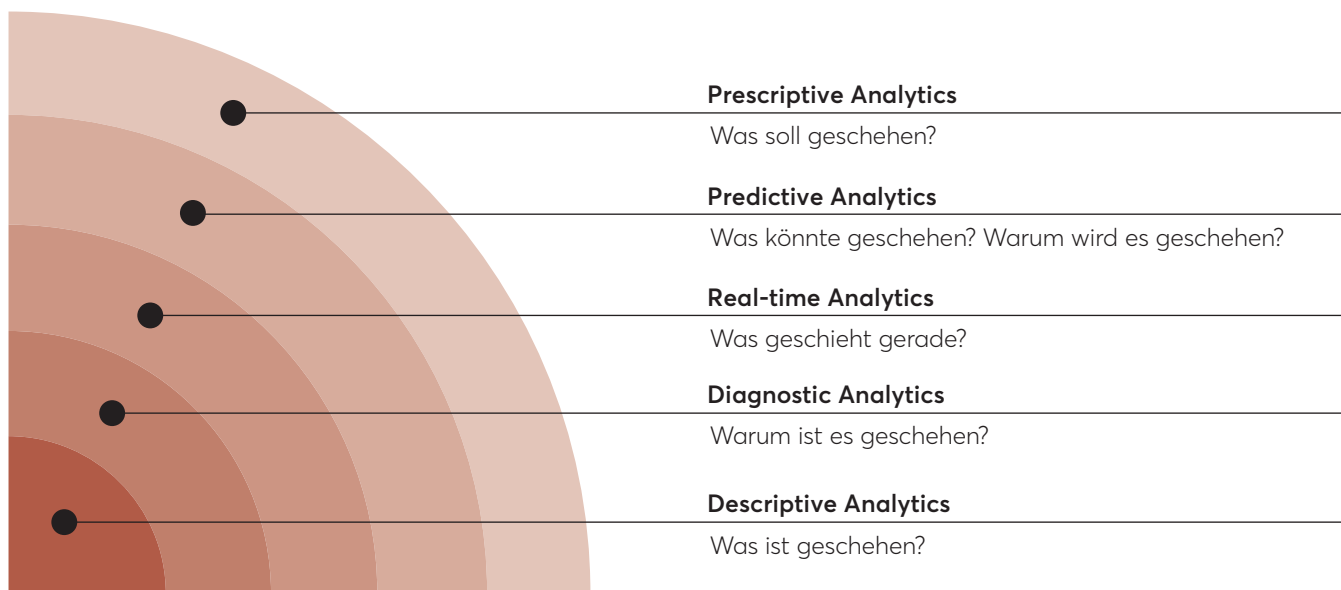 Prescriptive Analytics
Was soll geschehen?
Predictive Analytics
Was könnte geschehen? Warum wird es geschehen?
Real-time Analytics
Was geschieht gerade?
Diagnostic Analytics
Warum ist es geschehen?
Descriptive Analytics
Was ist geschehen?